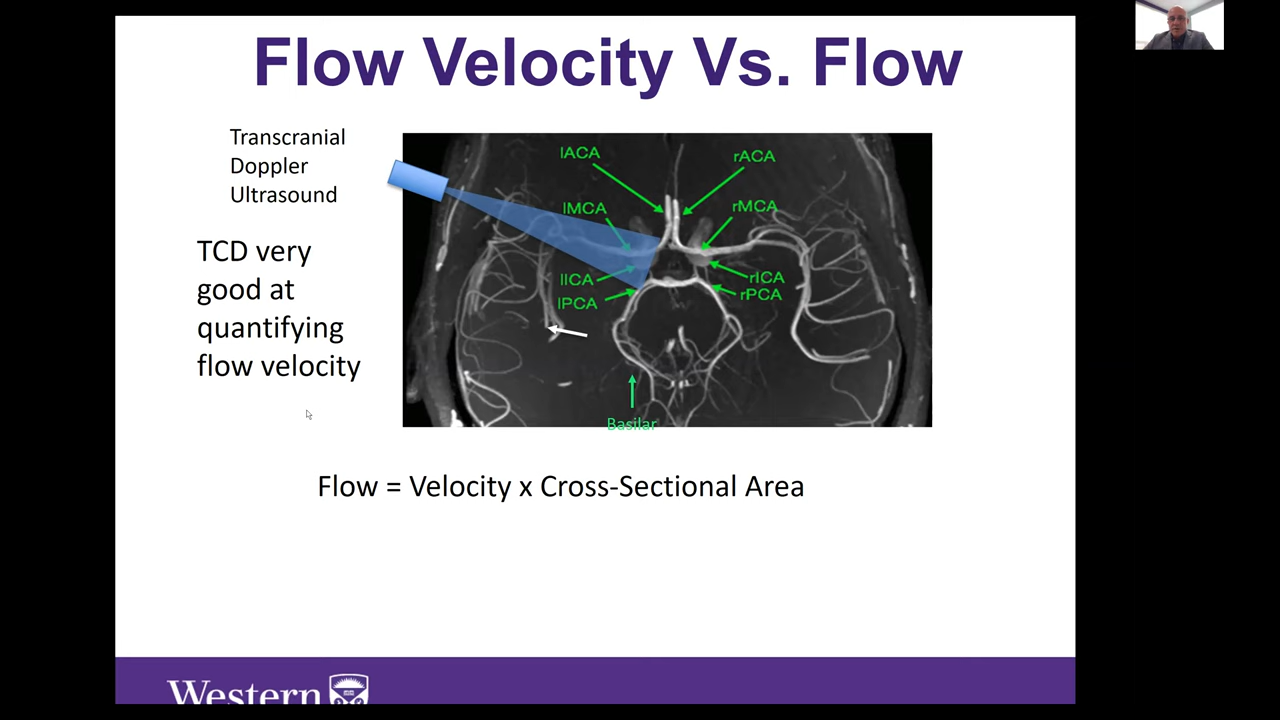 Flow Velocity Vs. Flow
Transcranial
Doppler
Ultrasound
TCD very
good at
quantifying
flow velocity
lACA
rACA
lMCA
rMCA
lICA
rICA
lPCA
rPCA
Basilar
Flow = Velocity x Cross-Sectional Area
Western